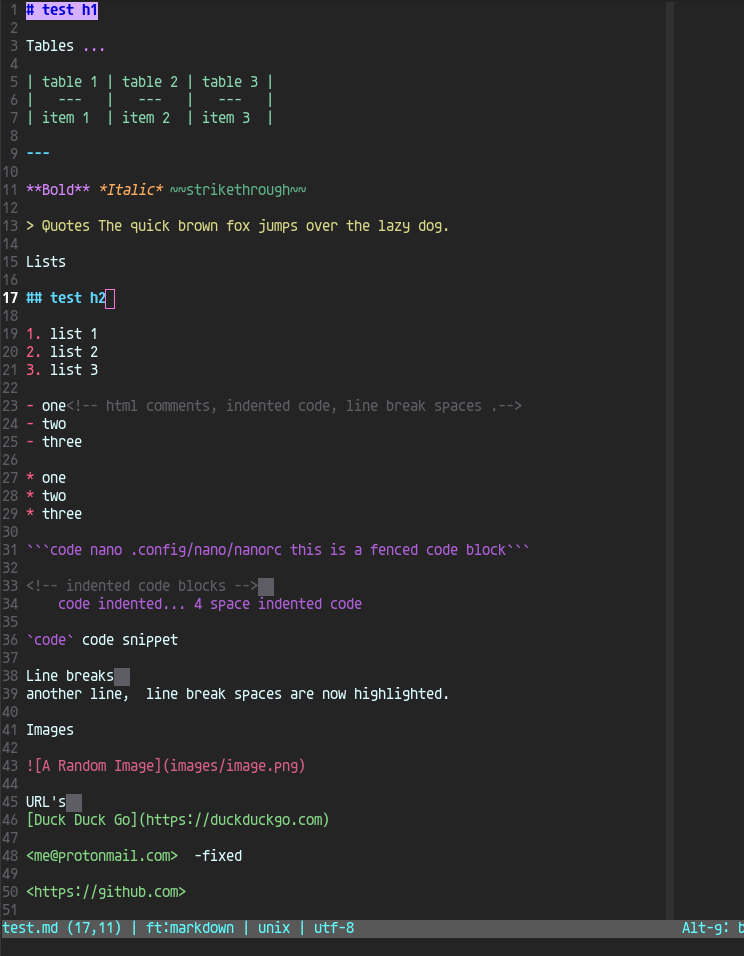 1 # test h1
2
3 Tables ...
4
5 | table 1 | table 2 | table 3 |
6 |   ---   |   ---   |   ---   |
7 | item 1  | item 2  | item 3  |
8
9 ---
10
11 **Bold** *Italic* ~~strikethrough~~
12
13 > Quotes The quick brown fox jumps over the lazy dog.
14
15 Lists
16
17 ## test h2
18
19 1. list 1
20 2. list 2
21 3. list 3
22
23 - one<!-- html comments, indented code, line break spaces .-->
24 - two
25 - three
26
27 * one
28 * two
29 * three
30
31 ```code nano .config/nano/nanorc this is a fenced code block```
32
33 <!-- indented code blocks -->
34     code indented... 4 space indented code
35
36 `code` code snippet
37
38 Line breaks
39 another line,  line break spaces are now highlighted.
40
41 Images
42
43 ![A Random Image](images/image.png)
44
45 URL's
46 [Duck Duck Go](https://duckduckgo.com)
47
48 <me@protonmail.com>  -fixed
49
50 <https://github.com>
51
test.md (17,11) | ft:markdown | unix | utf-8 Alt-g: b